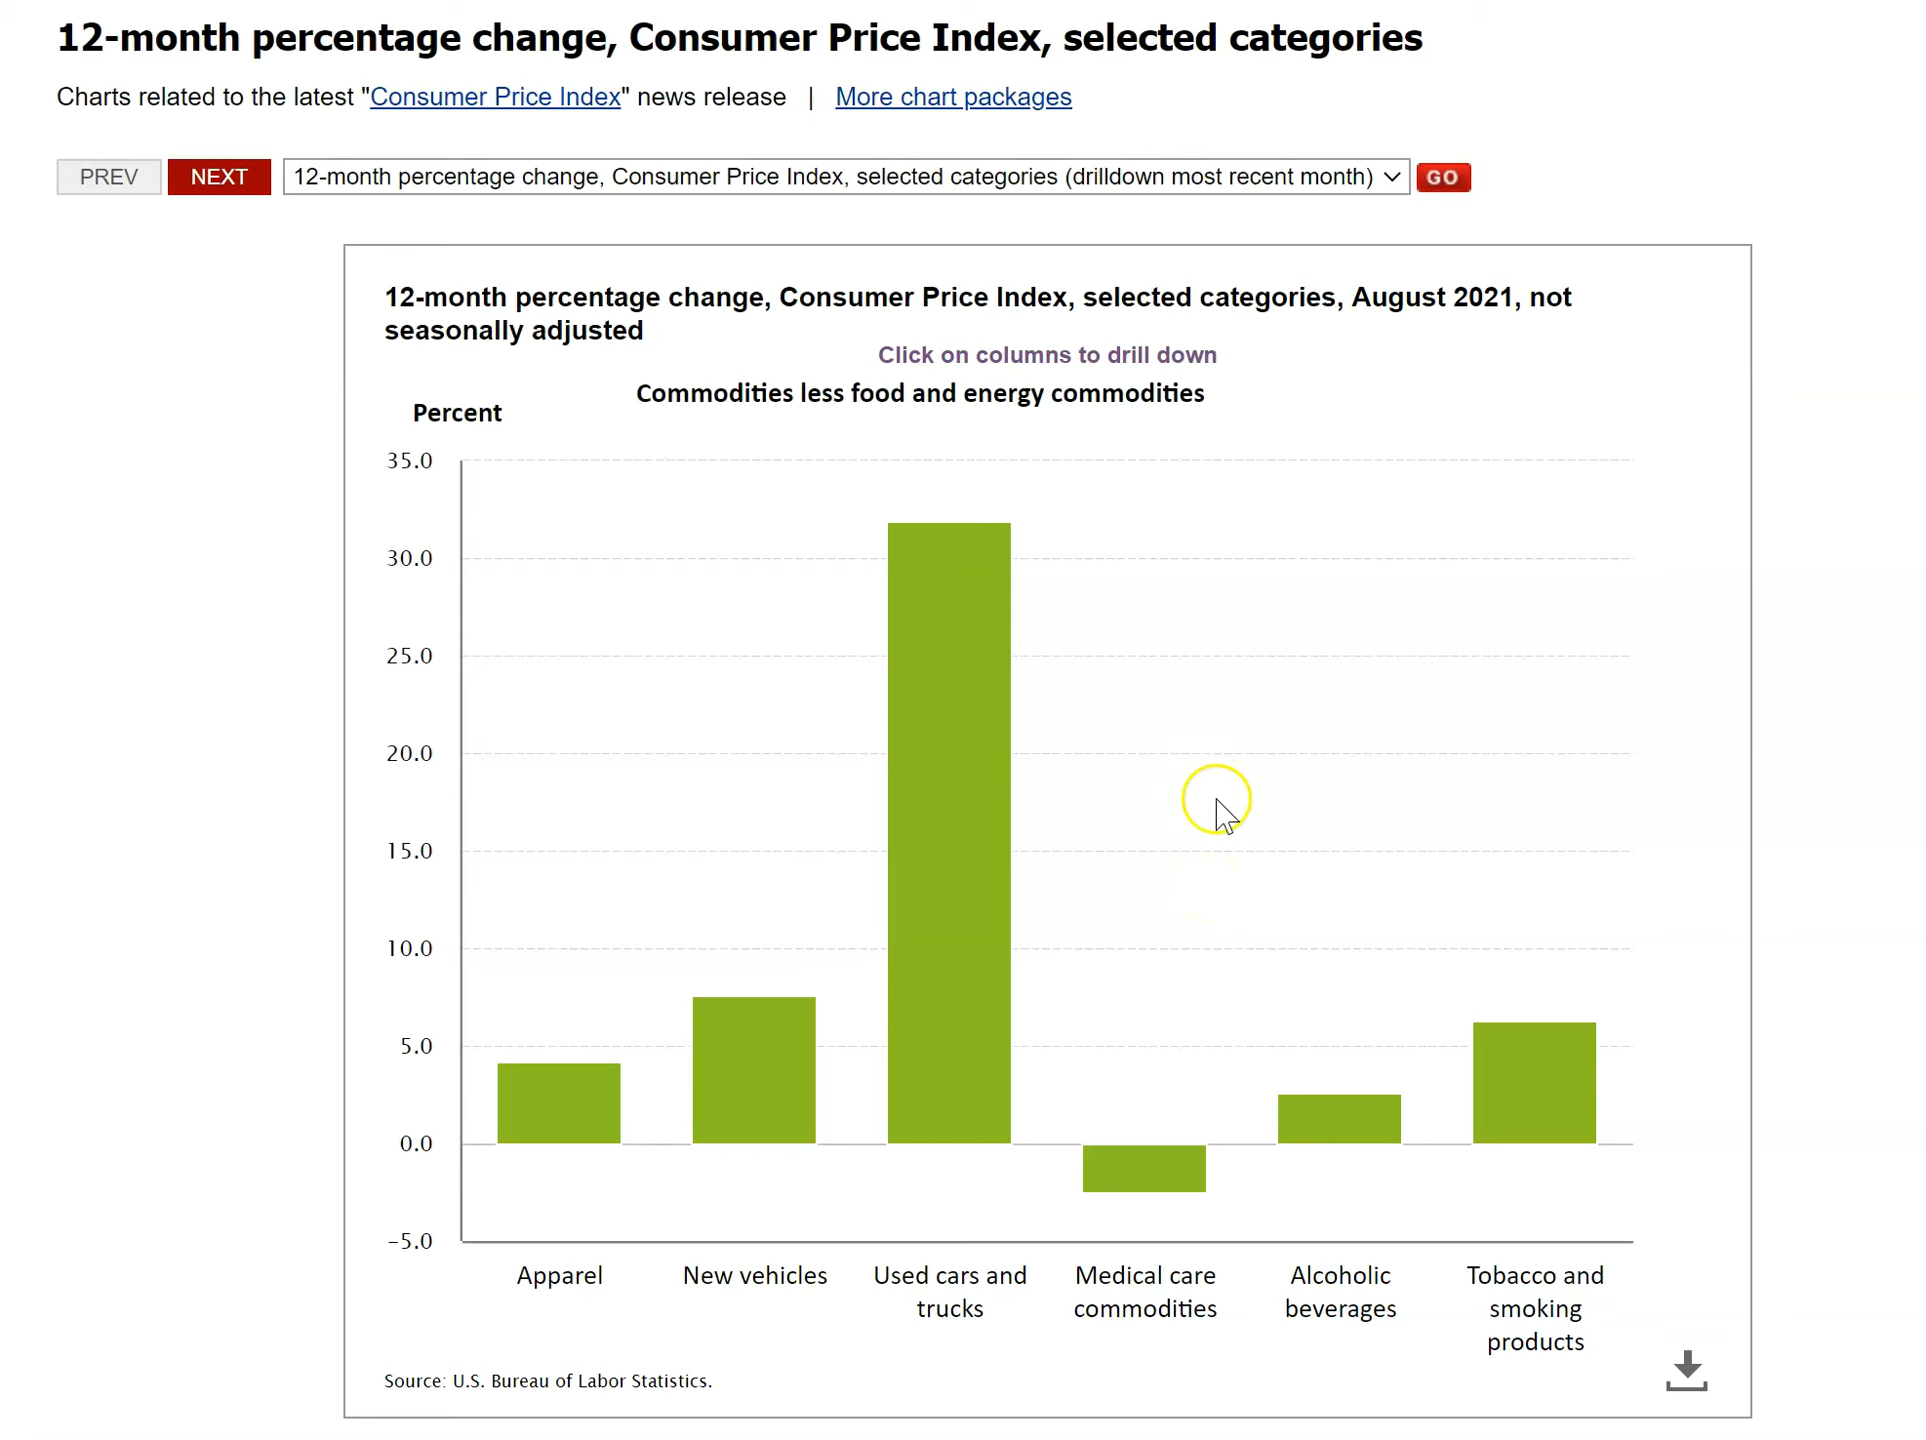 12-month percentage change, Consumer Price Index, selected categories
Charts related to the latest "Consumer Price Index" news release | More chart packages
PREV NEXT 12-month percentage change, Consumer Price Index, selected categories (drilldown most recent month) GO
12-month percentage change, Consumer Price Index, selected categories, August 2021, not
seasonally adjusted
Click on columns to drill down
Commodities less food and energy commodities
Percent
35.0
30.0
25.0
20.0
15.0
10.0
5.0
0.0
−5.0
Apparel
New vehicles
Used cars and
trucks
Medical care
commodities
Alcoholic
beverages
Tobacco and
smoking
products
Source: U.S. Bureau of Labor Statistics.